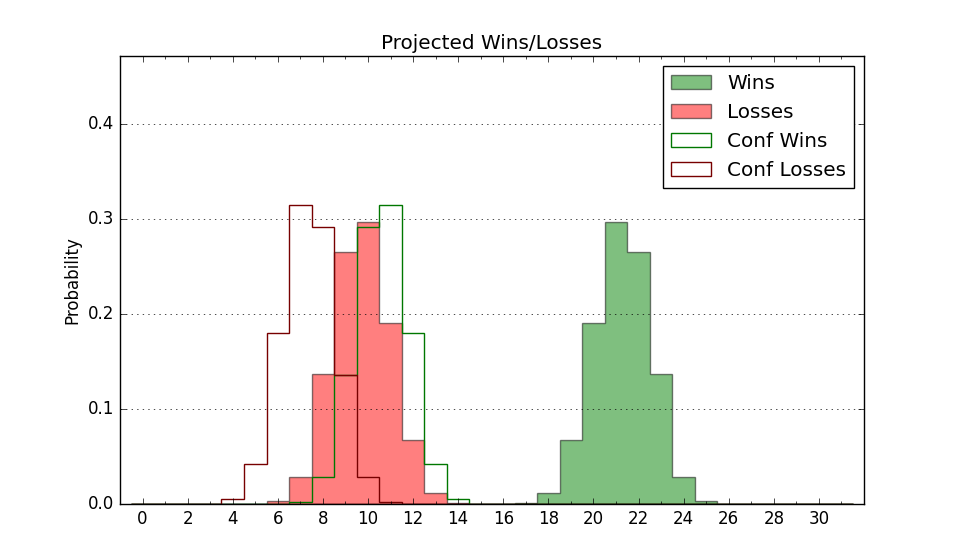 Projected Wins/Losses
Wins
Losses
Conf Wins
Conf Losses
Probability
0.4
0.3
0.2
0.1
0.0
0 2 4 6 8 10 12 14 16 18 20 22 24 26 28 30